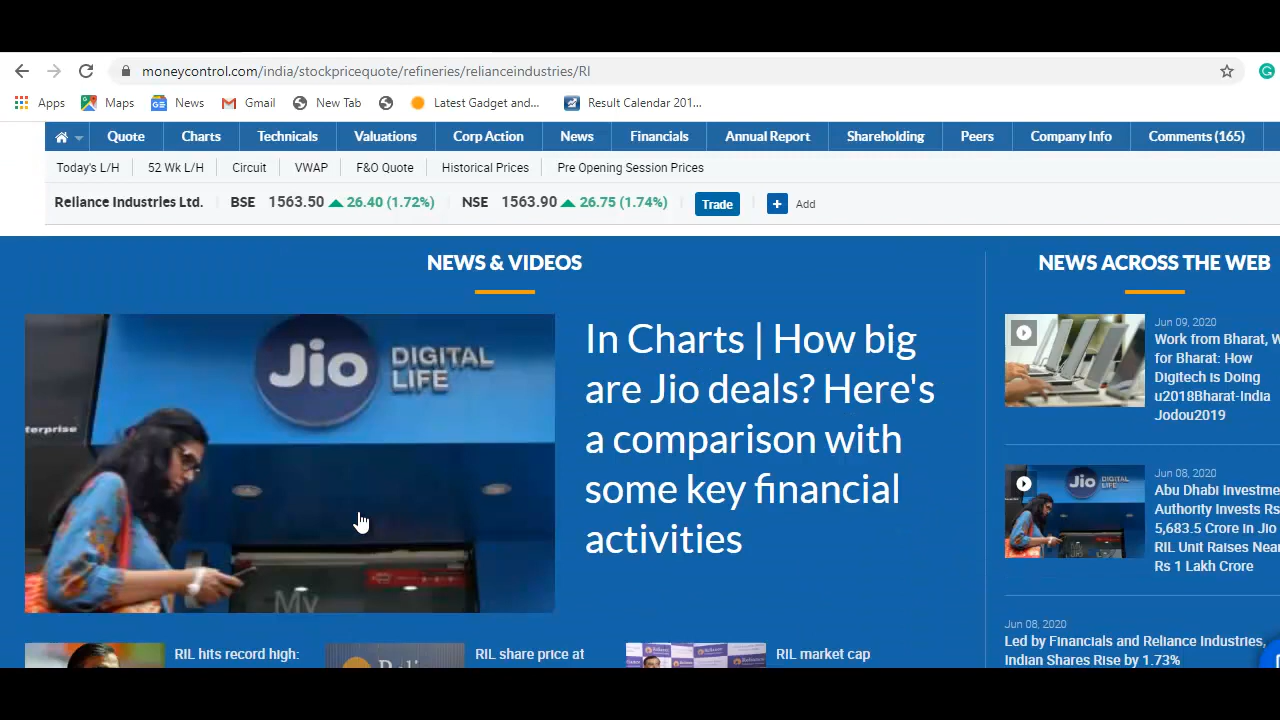 moneycontrol.com/india/stockpricequote/refineries/relianceindustries/RI
Apps Maps News Gmail New Tab Latest Gadget and... Result Calendar 201...
Quote Charts Technicals Valuations Corp Action News Financials Annual Report Shareholding Peers Company Info Comments (165)
Today's L/H 52 Wk L/H Circuit VWAP F&O Quote Historical Prices Pre Opening Session Prices
Reliance Industries Ltd. BSE 1563.50 26.40 (1.72%) NSE 1563.90 26.75 (1.74%) Trade + Add
NEWS & VIDEOS
Jio DIGITAL
LIFE
erprise
My
In Charts | How big
are Jio deals? Here's
a comparison with
some key financial
activities
RIL hits record high:
RIL share price at
RIL market cap
NEWS ACROSS THE WEB
Jun 09, 2020
Work from Bharat, W
for Bharat: How
Digitech is Doing
u2018Bharat-India
Jodou2019
Jun 08, 2020
Abu Dhabi Investme
Authority Invests Rs
5,683.5 Crore in Jio
RIL Unit Raises Near
Rs 1 Lakh Crore
Jio DIGITAL
LIFE
Jun 08, 2020
Led by Financials and Reliance Industries,
Indian Shares Rise by 1.73%